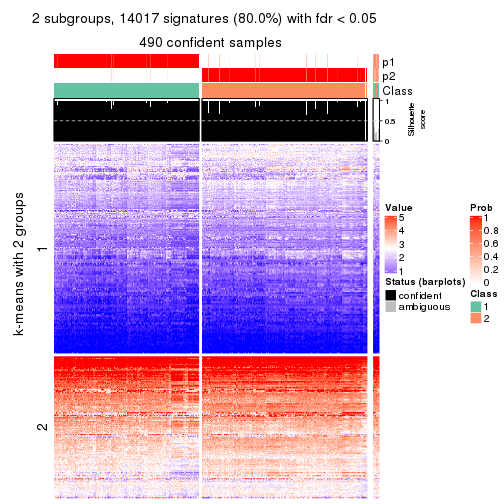 2 subgroups, 14017 signatures (80.0%) with fdr < 0.05
490 confident samples
p1
p2
Class
1
0.5
0
Silhouette
score
k-means with 2 groups
1
2
Value
5
4
3
2
1
Status (barplots)
confident
ambiguous
Prob
1
0.8
0.6
0.4
0.2
0
Class
1
2